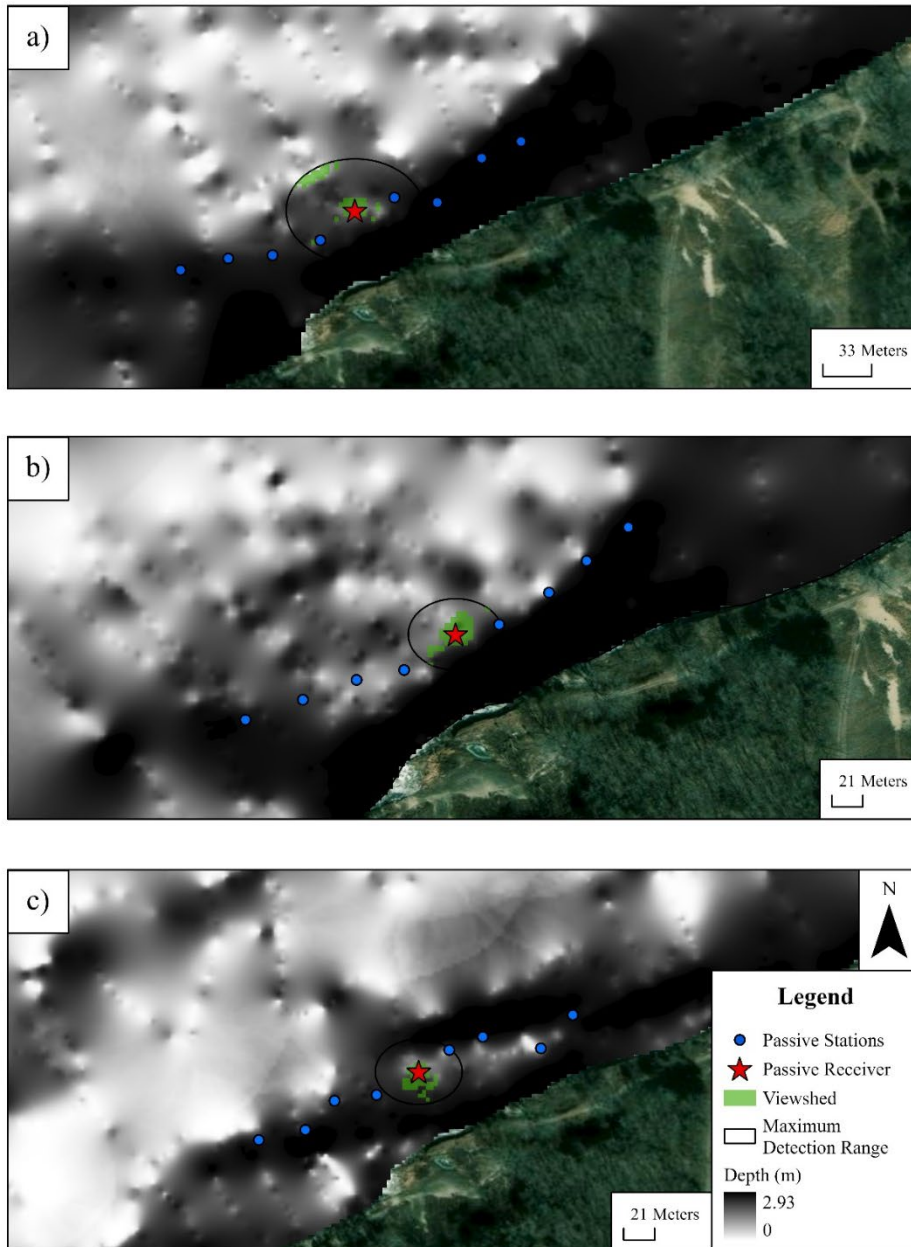 a)
33 Meters
b)
21 Meters
c)
N
Legend
Passive Stations
Passive Receiver
Viewshed
Maximum
Detection Range
Depth (m)
2.93
0
21 Meters